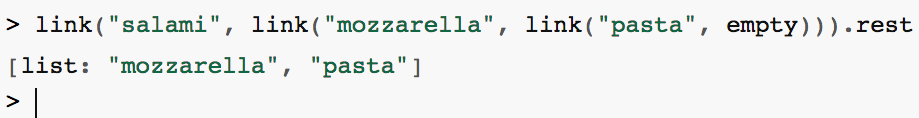 > link("salami", link("mozzarella", link("pasta", empty))).rest
[list: "mozzarella", "pasta"]
>